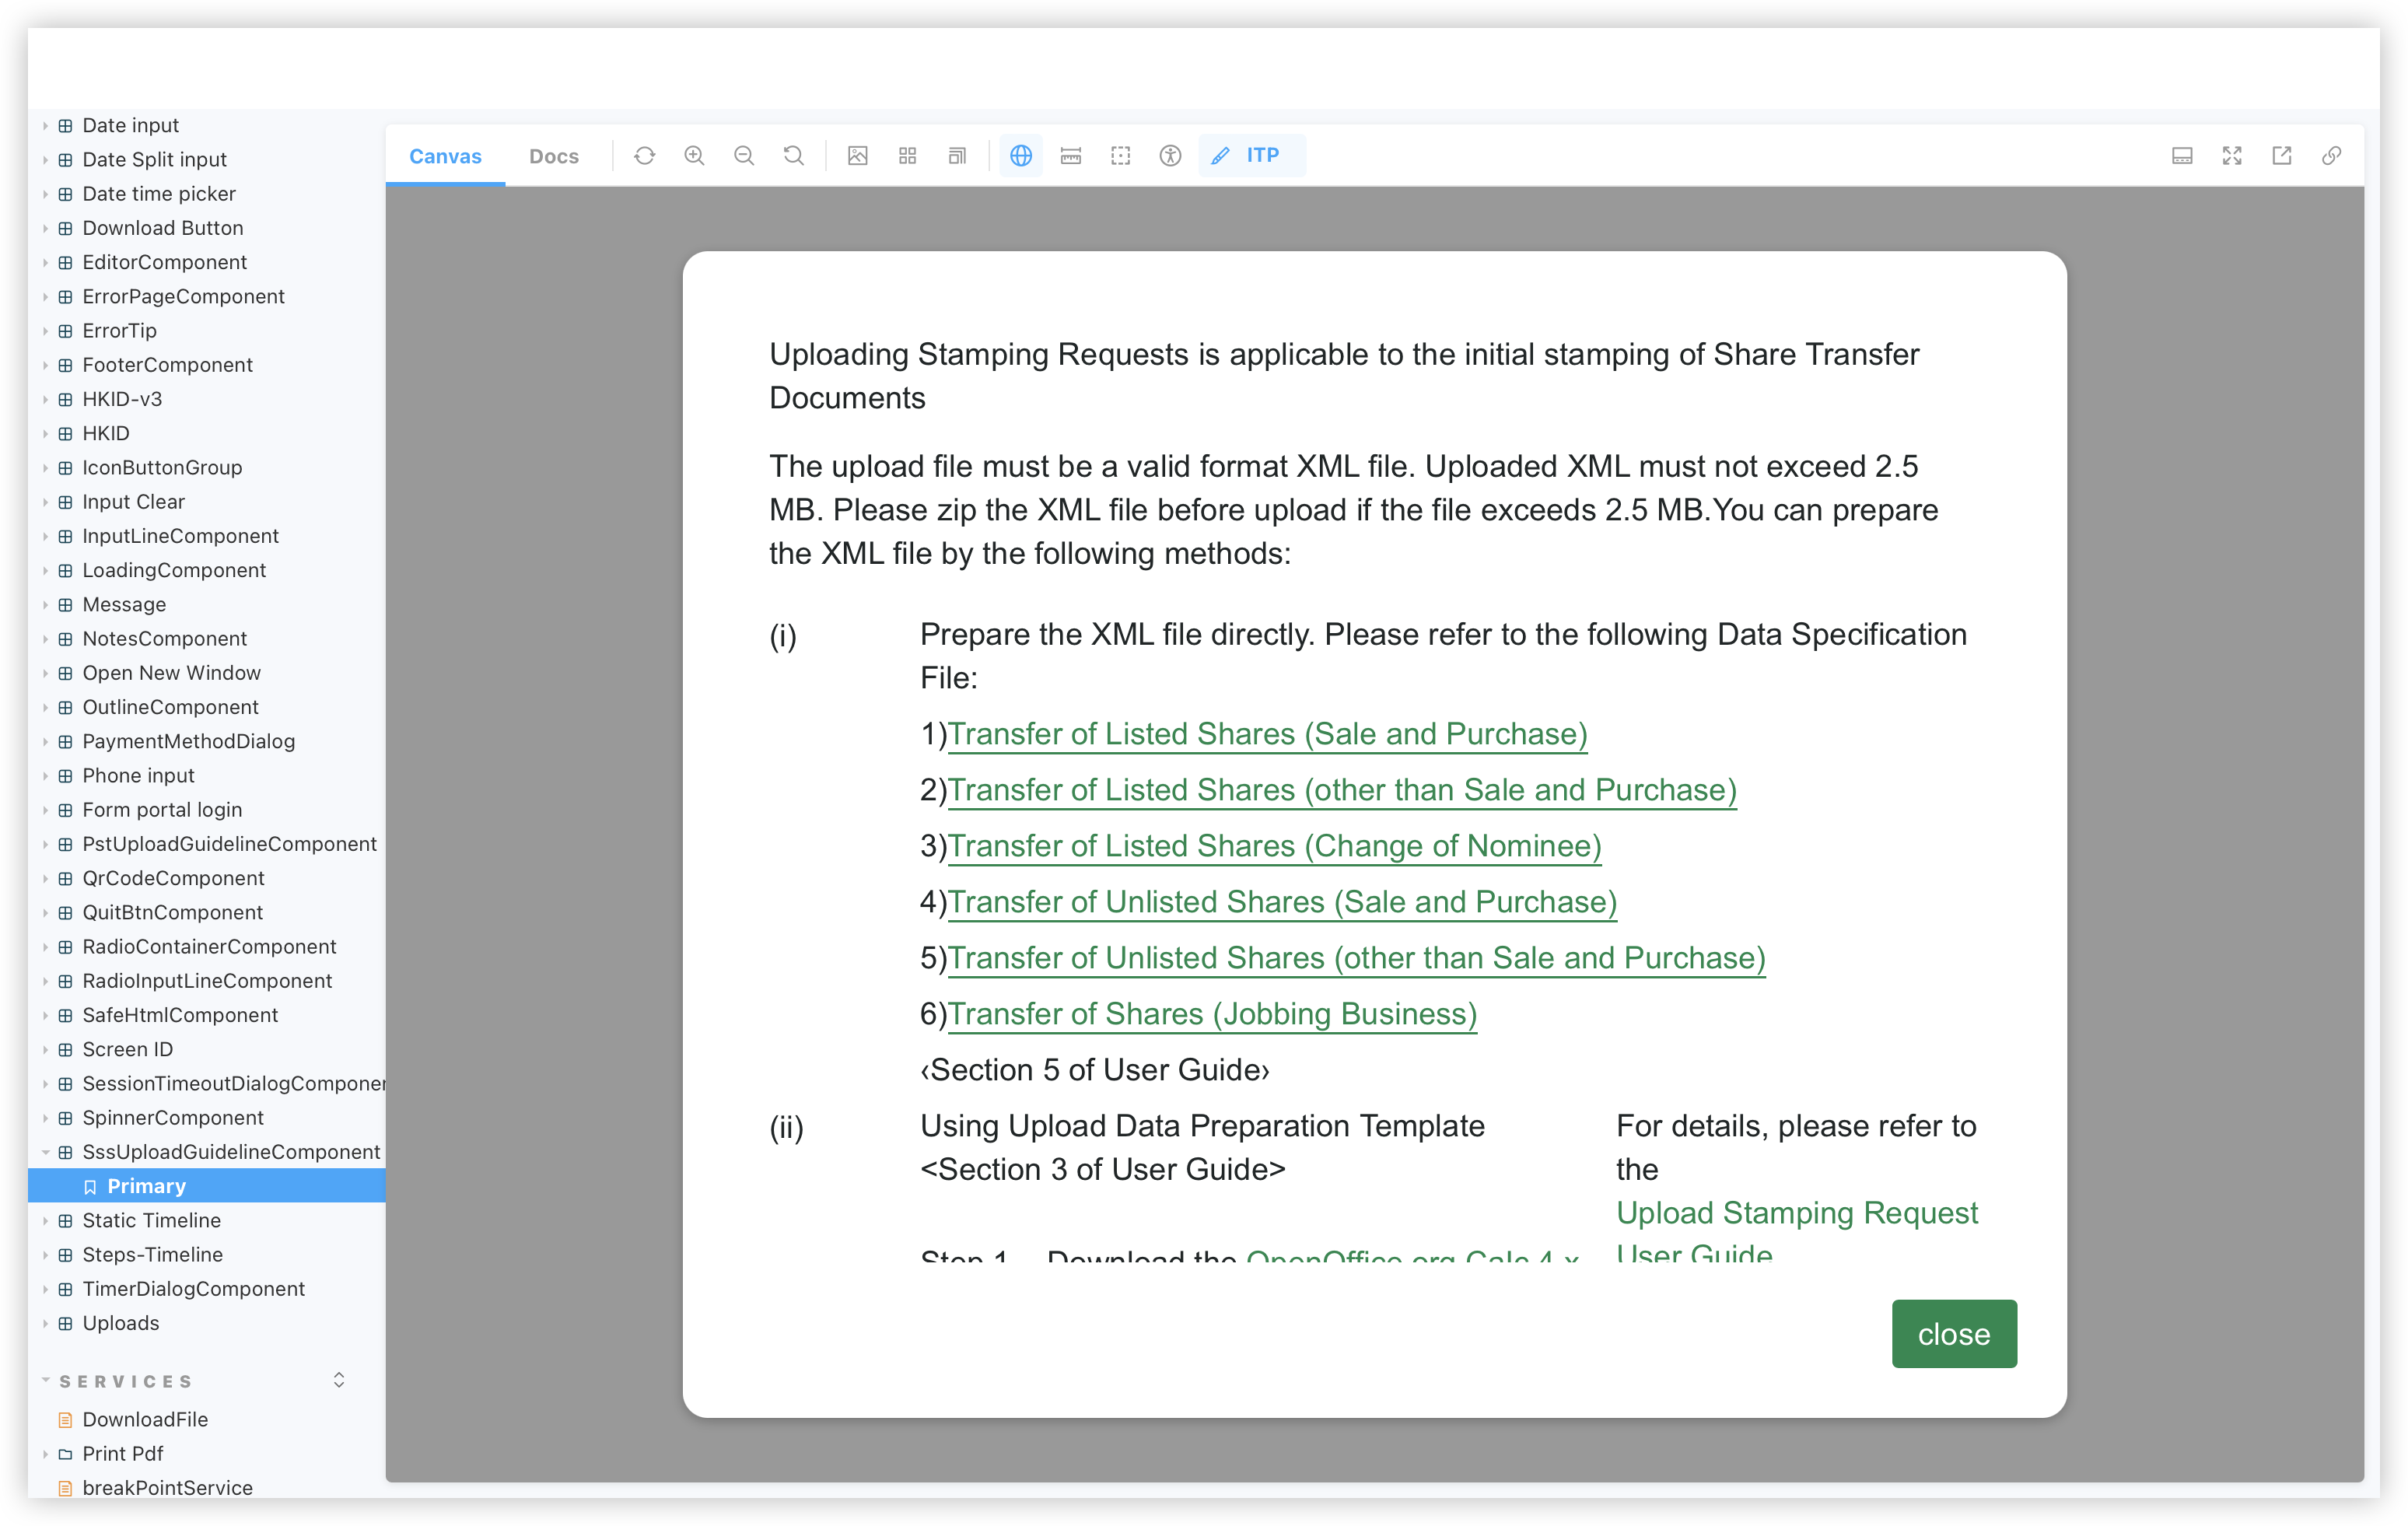 Date input
Date Split input
Date time picker
Download Button
EditorComponent
ErrorPageComponent
ErrorTip
FooterComponent
HKID-v3
HKID
IconButtonGroup
Input Clear
InputLineComponent
LoadingComponent
Message
NotesComponent
Open New Window
OutlineComponent
PaymentMethodDialog
Phone input
Form portal login
PstUploadGuidelineComponent
QrCodeComponent
QuitBtnComponent
RadioContainerComponent
RadioInputLineComponent
SafeHtmlComponent
Screen ID
SessionTimeoutDialogComponen
SpinnerComponent
SssUploadGuidelineComponent
Primary
Static Timeline
Steps-Timeline
TimerDialogComponent
Uploads
SERVICES
DownloadFile
Print Pdf
breakPointService
Canvas Docs ITP
Uploading Stamping Requests is applicable to the initial stamping of Share Transfer
Documents
The upload file must be a valid format XML file. Uploaded XML must not exceed 2.5
MB. Please zip the XML file before upload if the file exceeds 2.5 MB.You can prepare
the XML file by the following methods:
(i) Prepare the XML file directly. Please refer to the following Data Specification
File:
1)Transfer of Listed Shares (Sale and Purchase)
2)Transfer of Listed Shares (other than Sale and Purchase)
3)Transfer of Listed Shares (Change of Nominee)
4)Transfer of Unlisted Shares (Sale and Purchase)
5)Transfer of Unlisted Shares (other than Sale and Purchase)
6)Transfer of Shares (Jobbing Business)
‹Section 5 of User Guide›
(ii) Using Upload Data Preparation Template
<Section 3 of User Guide>
Step 1 Download the OpenOffice.org Calc 4.x
For details, please refer to
the
Upload Stamping Request
User Guide
close